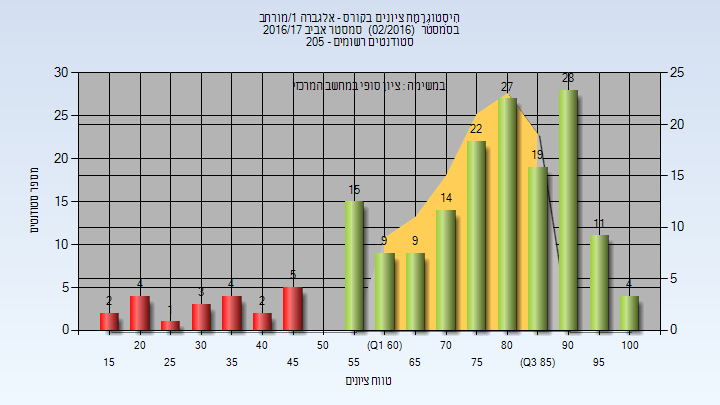 היסטוגרמת ציונים בקורס - אלגברה 1/מורחב
בסמסטר (02/2016) סמסטר אביב 2016/17
סטודנטים רשומים - 205
במשימה : ציון סופי במחשב המרכזי
מספר סטודנטים
30 25 20 15 10 5 0
25 20 15 10 5 0
2 4 1 3 4 2 5 15 9 9 14 22 27 19 28 11 4
20 30 40 50 (Q1 60) 70 80 90 100
15 25 35 45 55 65 75 (Q3 85) 95
טווח ציונים